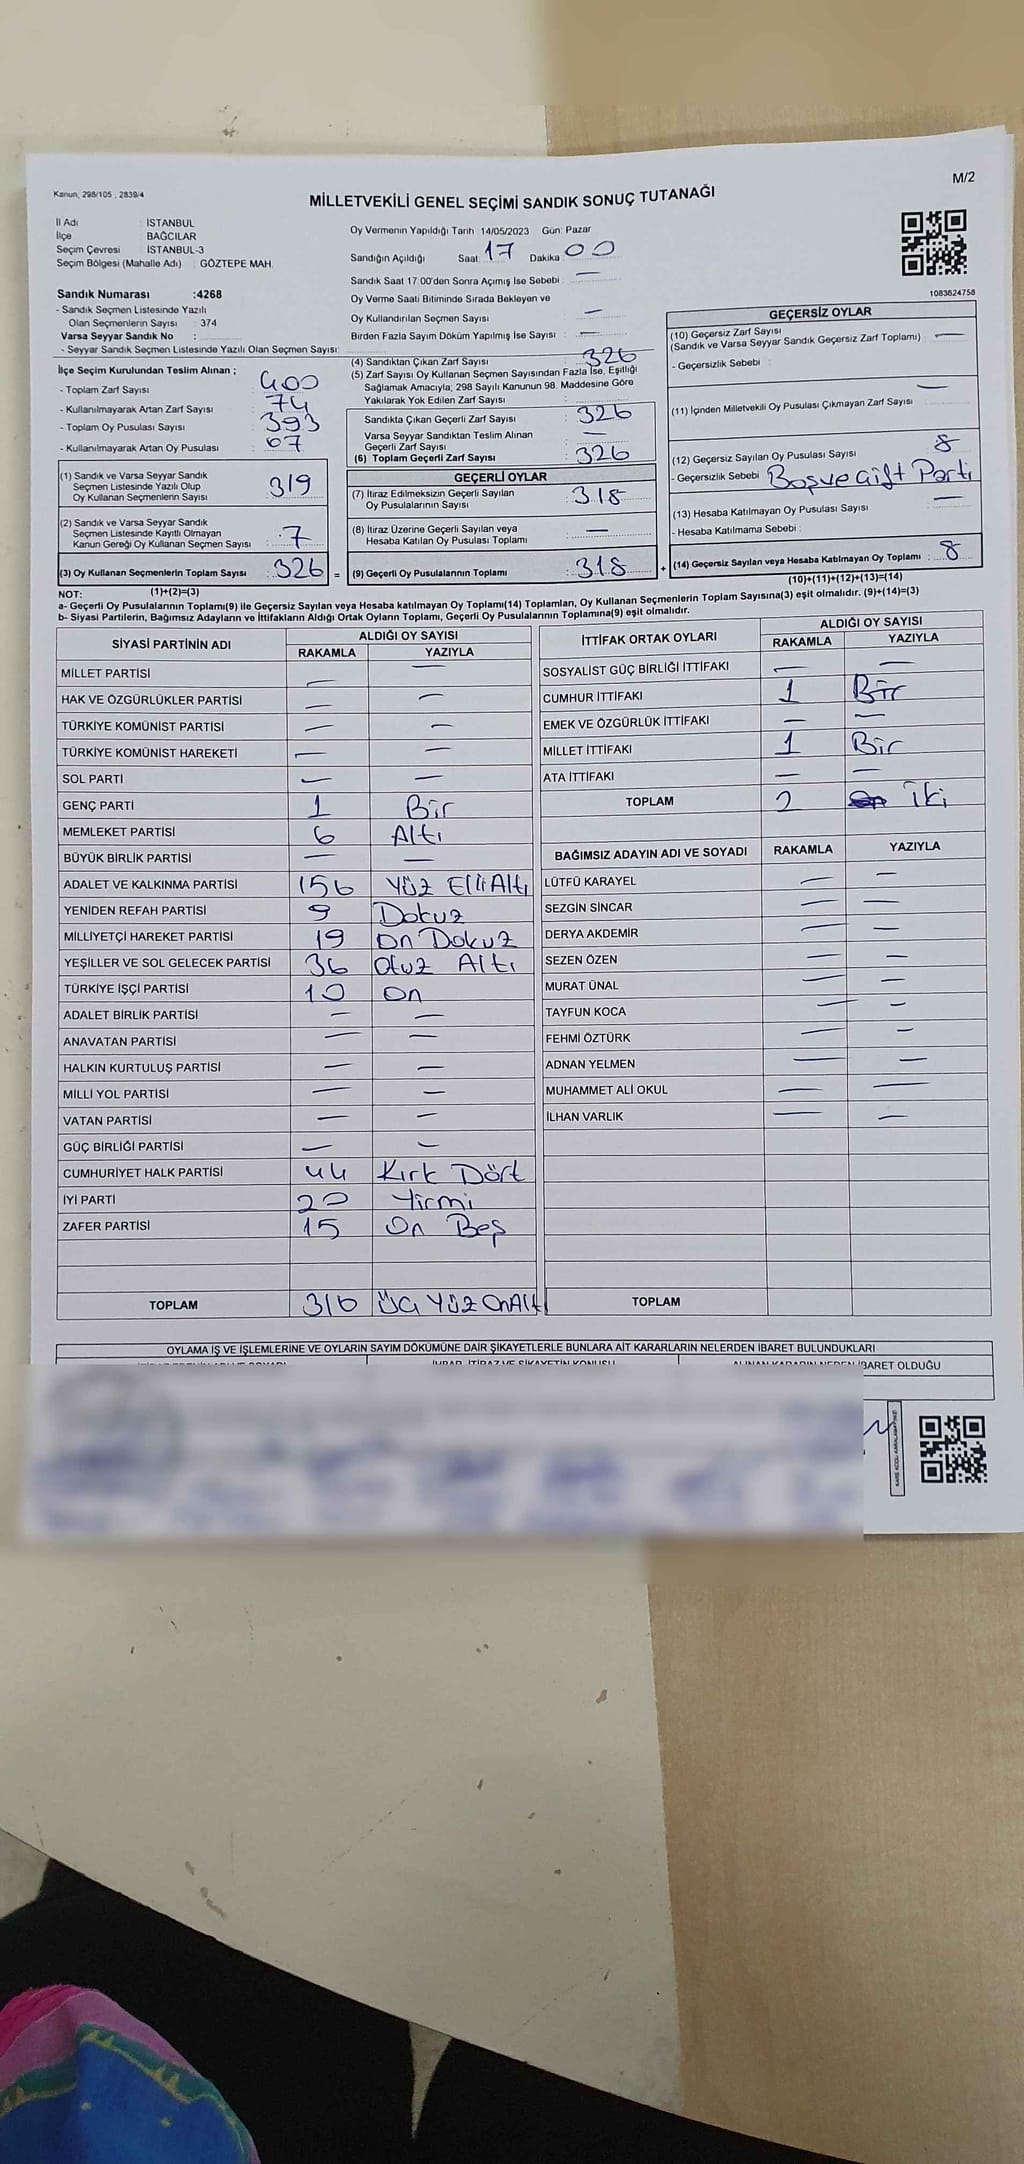 Kanun, 298/105 , 2839/4
M/2
MİLLETVEKİLİ GENEL SEÇİMİ SANDIK SONUÇ TUTANAĞI
İl Adı : İSTANBUL
İlçe : BAĞCILAR
Seçim Çevresi : İSTANBUL-3
Seçim Bölgesi (Mahalle Adı) : GÖZTEPE MAH.
Sandık Numarası :4268
- Sandık Seçmen Listesinde Yazılı
Olan Seçmenlerin Sayısı : 374
Varsa Seyyar Sandık No :
- Seyyar Sandık Seçmen Listesinde Yazılı Olan Seçmen Sayısı:
Oy Vermenin Yapıldığı Tarih 14/05/2023 Gün: Pazar
Sandığın Açıldığı Saat: 17 Dakika 00
Sandık Saat 17:00'den Sonra Açımış İse Sebebi : —
Oy Verme Saati Bitiminde Sırada Bekleyen ve
Oy Kullandırılan Seçmen Sayısı : —
Birden Fazla Sayım Döküm Yapılmış İse Sayısı : —
1083624758
İlçe Seçim Kurulundan Teslim Alınan ;
- Toplam Zarf Sayısı : 400
- Kullanılmayarak Artan Zarf Sayısı : 74
- Toplam Oy Pusulası Sayısı : 393
- Kullanılmayarak Artan Oy Pusulası : 67
(1) Sandık ve Varsa Seyyar Sandık
Seçmen Listesinde Yazılı Olup
Oy Kullanan Seçmenlerin Sayısı : 319
(2) Sandık ve Varsa Seyyar Sandık
Seçmen Listesinde Kayıtlı Olmayan
Kanun Gereği Oy Kullanan Seçmen Sayısı : 7
(3) Oy Kullanan Seçmenlerin Toplam Sayısı : 326 =
(4) Sandıktan Çıkan Zarf Sayısı : 326
(5) Zarf Sayısı Oy Kullanan Seçmen Sayısından Fazla İse, Eşitliği
Sağlamak Amacıyla; 298 Sayılı Kanunun 98. Maddesine Göre
Yakılarak Yok Edilen Zarf Sayısı :
Sandıkta Çıkan Geçerli Zarf Sayısı : 326
Varsa Seyyar Sandıktan Teslim Alınan
Geçerli Zarf Sayısı : —
(6) Toplam Geçerli Zarf Sayısı : 326
GEÇERLİ OYLAR
(7) İtiraz Edilmeksizin Geçerli Sayılan
Oy Pusulalarının Sayısı : 318
(8) İtiraz Üzerine Geçerli Sayılan veya
Hesaba Katılan Oy Pusulası Toplamı : —
(9) Geçerli Oy Pusulalarının Toplamı : 318 +
GEÇERSİZ OYLAR
(10) Geçersiz Zarf Sayısı
(Sandık ve Varsa Seyyar Sandık Geçersiz Zarf Toplamı) : —
- Geçersizlik Sebebi :
—
(11) İçinden Milletvekili Oy Pusulası Çıkmayan Zarf Sayısı :
(12) Geçersiz Sayılan Oy Pusulası Sayısı : 8
- Geçersizlik Sebebi : Boş ve Çift Parti
(13) Hesaba Katılmayan Oy Pusulası Sayısı : —
- Hesaba Katılmama Sebebi :
(14) Geçersiz Sayılan veya Hesaba Katılmayan Oy Toplamı : 8
(10)+(11)+(12)+(13)=(14)
NOT: (1)+(2)=(3)
a- Geçerli Oy Pusulalarının Toplamı(9) ile Geçersiz Sayılan veya Hesaba katılmayan Oy Toplamı(14) Toplamları, Oy Kullanan Seçmenlerin Toplam Sayısına(3) eşit olmalıdır. (9)+(14)=(3)
b- Siyasi Partilerin, Bağımsız Adayların ve İttifakların Aldığı Ortak Oyların Toplamı, Geçerli Oy Pusulalarının Toplamına(9) eşit olmalıdır.
SİYASİ PARTİNİN ADI ALDIĞI OY SAYISI
RAKAMLA YAZIYLA
MİLLET PARTİSİ — —
HAK VE ÖZGÜRLÜKLER PARTİSİ — —
TÜRKİYE KOMÜNİST PARTİSİ — —
TÜRKİYE KOMÜNİST HAREKETİ — —
SOL PARTİ — —
GENÇ PARTİ 1 Bir
MEMLEKET PARTİSİ 6 Altı
BÜYÜK BİRLİK PARTİSİ — —
ADALET VE KALKINMA PARTİSİ 156 Yüz Elli Altı
YENİDEN REFAH PARTİSİ 9 Dokuz
MİLLİYETÇİ HAREKET PARTİSİ 19 On Dokuz
YEŞİLLER VE SOL GELECEK PARTİSİ 36 Otuz Altı
TÜRKİYE İŞÇİ PARTİSİ 10 On
ADALET BİRLİK PARTİSİ — —
ANAVATAN PARTİSİ — —
HALKIN KURTULUŞ PARTİSİ — —
MİLLİ YOL PARTİSİ — —
VATAN PARTİSİ — —
GÜÇ BİRLİĞİ PARTİSİ — —
CUMHURİYET HALK PARTİSİ 44 Kırk Dört
İYİ PARTİ 20 Yirmi
ZAFER PARTİSİ 15 On Beş
TOPLAM 316 Üç Yüz On Altı
İTTİFAK ORTAK OYLARI ALDIĞI OY SAYISI
RAKAMLA YAZIYLA
SOSYALİST GÜÇ BİRLİĞİ İTTİFAKI — —
CUMHUR İTTİFAKI 1 Bir
EMEK VE ÖZGÜRLÜK İTTİFAKI — —
MİLLET İTTİFAKI 1 Bir
ATA İTTİFAKI — —
TOPLAM 2 İki
BAĞIMSIZ ADAYIN ADI VE SOYADI RAKAMLA YAZIYLA
LÜTFÜ KARAYEL — —
SEZGİN SİNCAR — —
DERYA AKDEMİR — —
SEZEN ÖZEN — —
MURAT ÜNAL — —
TAYFUN KOCA — —
FEHMİ ÖZTÜRK — —
ADNAN YELMEN — —
MUHAMMET ALİ OKUL — —
İLHAN VARLIK — —
TOPLAM
OYLAMA İŞ VE İŞLEMLERİNE VE OYLARIN SAYIM DÖKÜMÜNE DAİR ŞİKAYETLERLE BUNLARA AİT KARARLARIN NELERDEN İBARET BULUNDUKLARI
İHBAR, İTİRAZ VE ŞİKAYETİN KONUSU ALINAN KARARIN NEDEN İBARET OLDUĞU